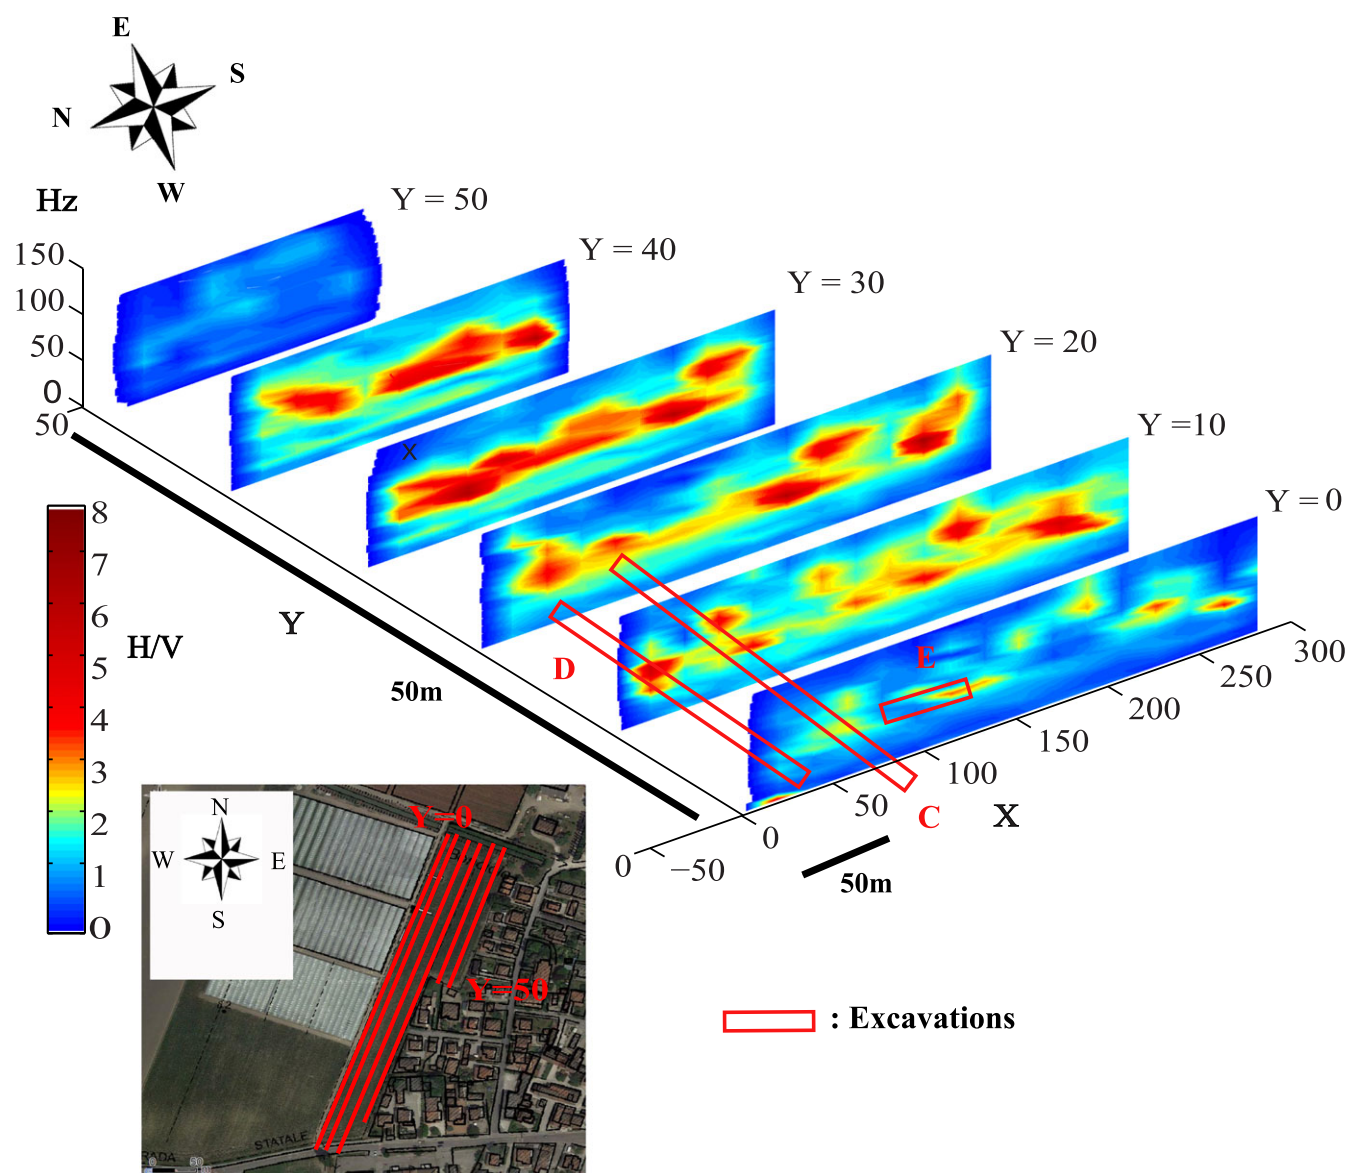 E
S
N
W
Hz
150
100
50
0
50
Y = 50
Y = 40
Y = 30
Y = 20
Y =10
Y = 0
X
8
7
6
5
4
3
2
1
O
H/V
Y
50m
D
E
C
300
250
200
150
100
50
0
−50
0
X
50m
Y=0
N
W
E
S
Y=50
STATALE
RADA
: Excavations